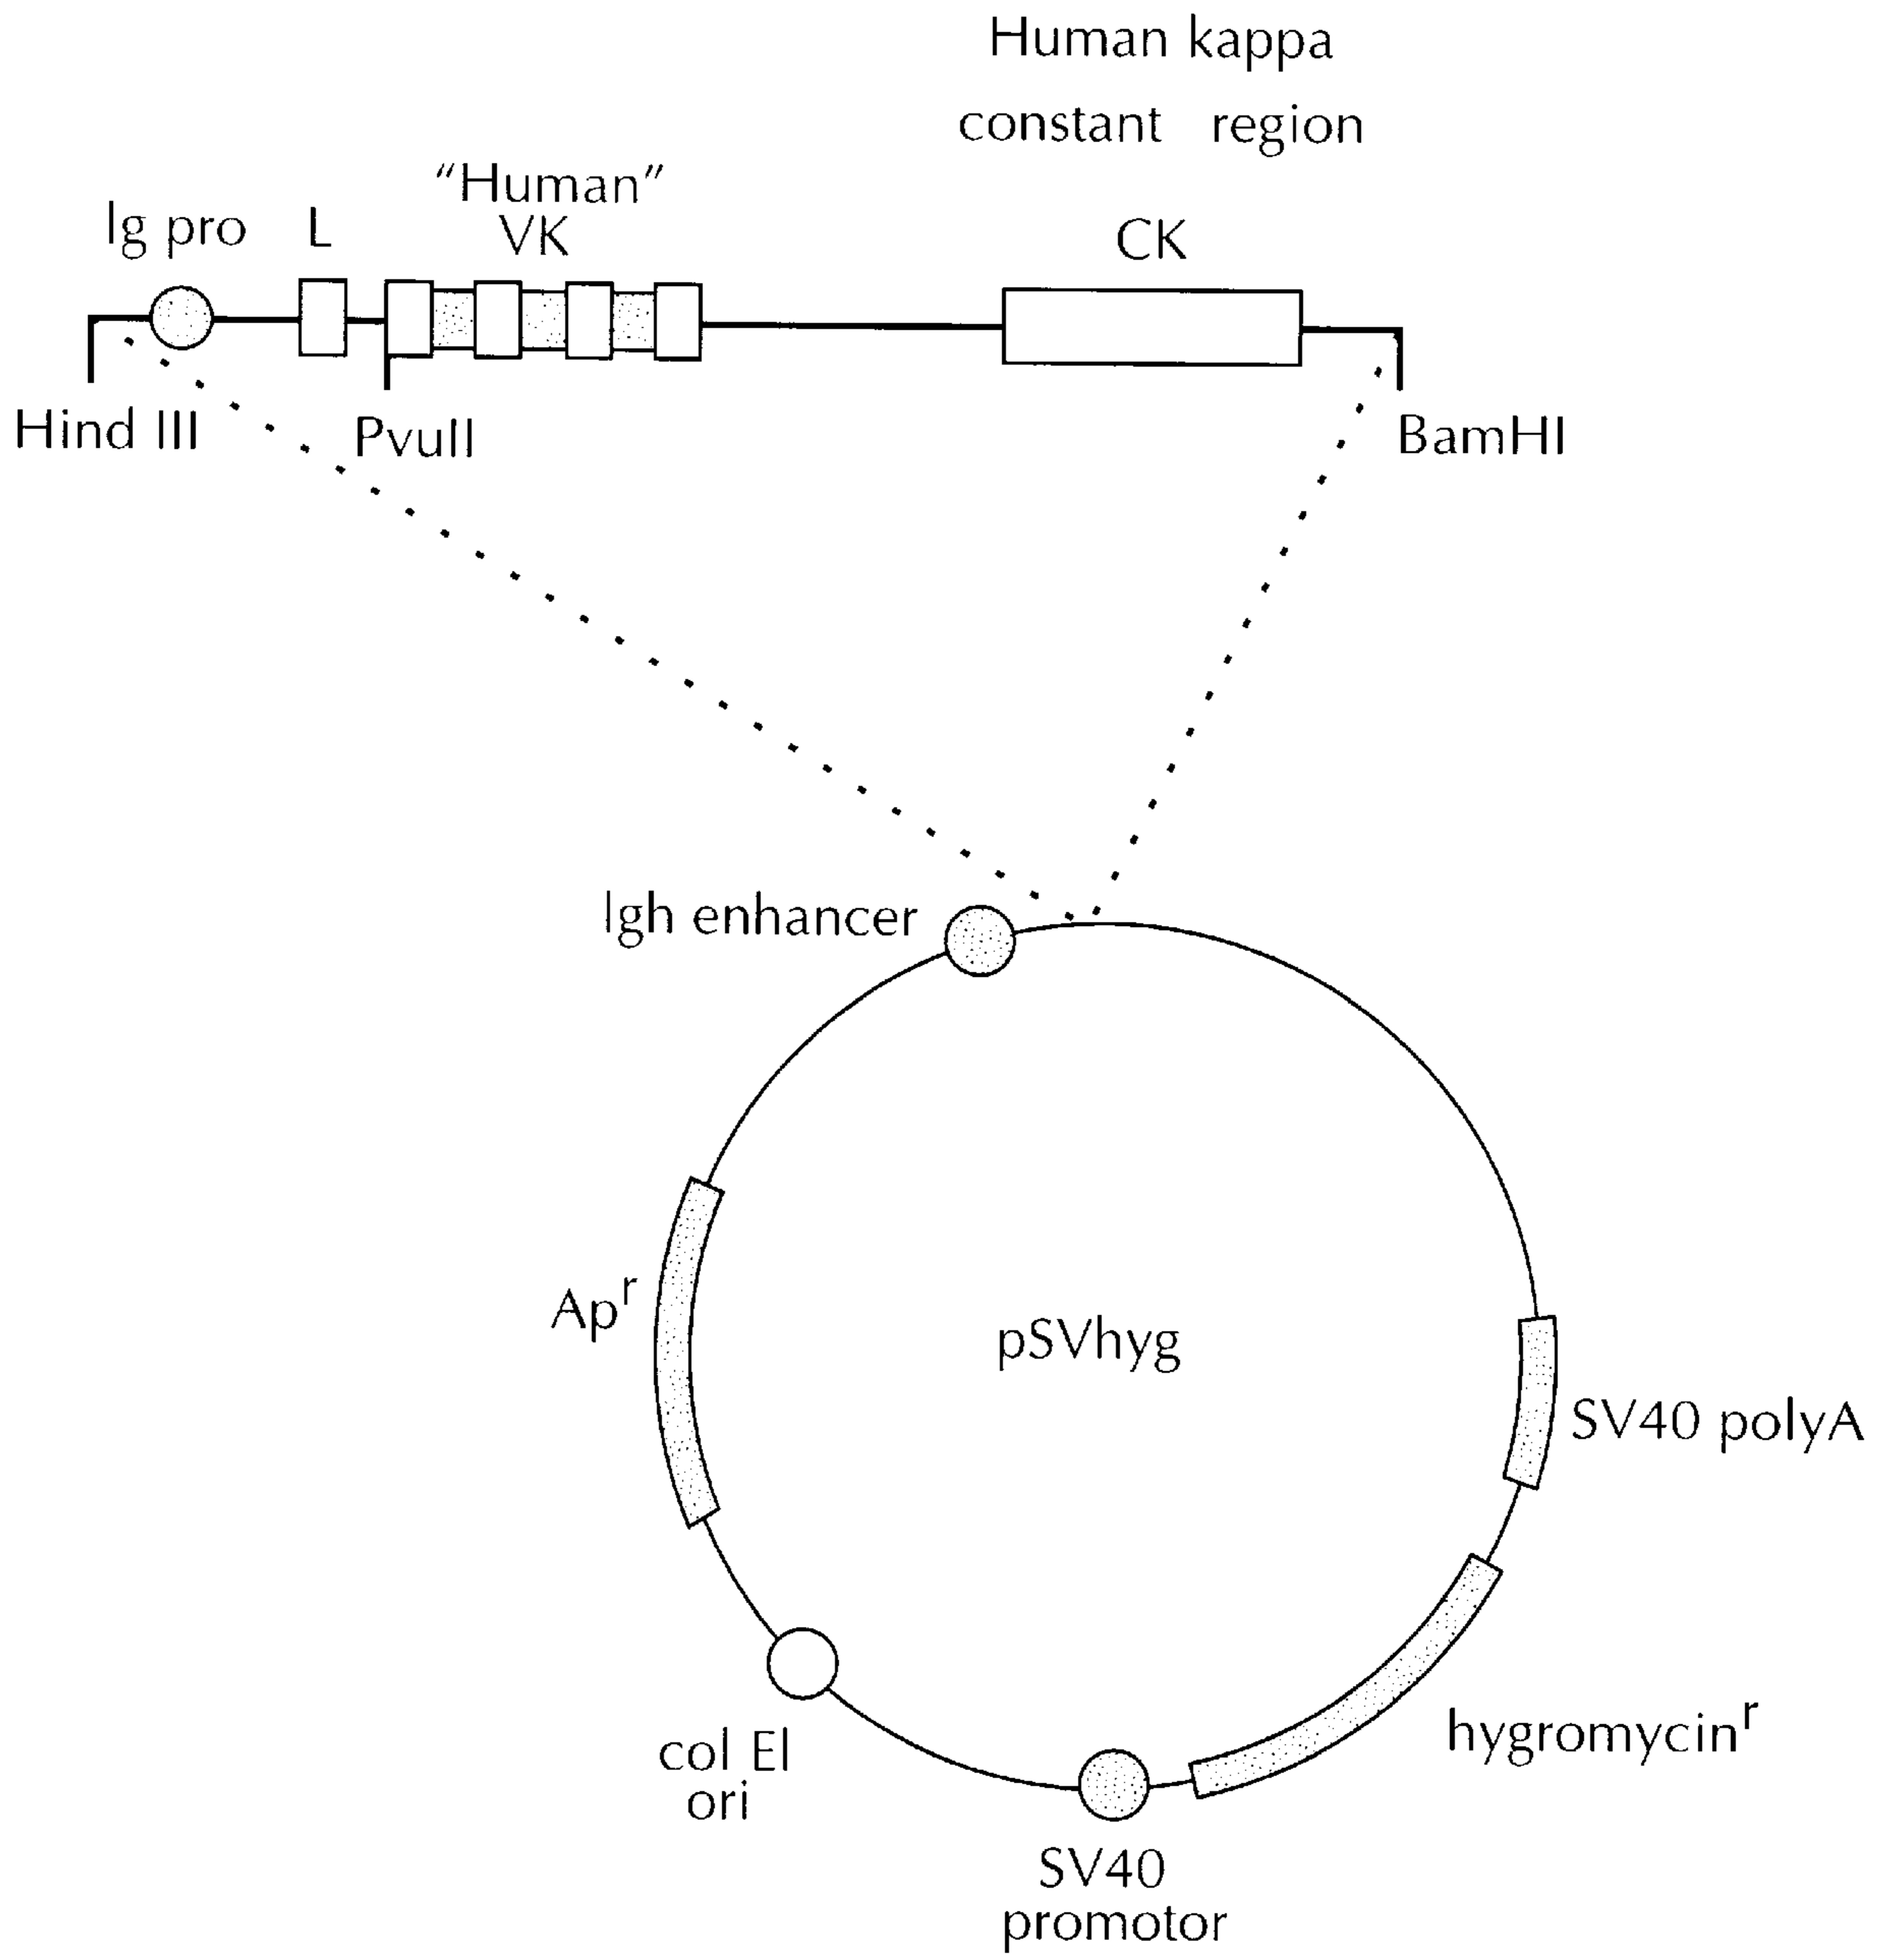 Human kappa
constant region
"Human"
VK
Ig pro
L
CK
Hind III
PvuII
BamHI
Igh enhancer
Apʳ
pSVhyg
SV40 polyA
hygromycinʳ
col EI
ori
SV40
promotor